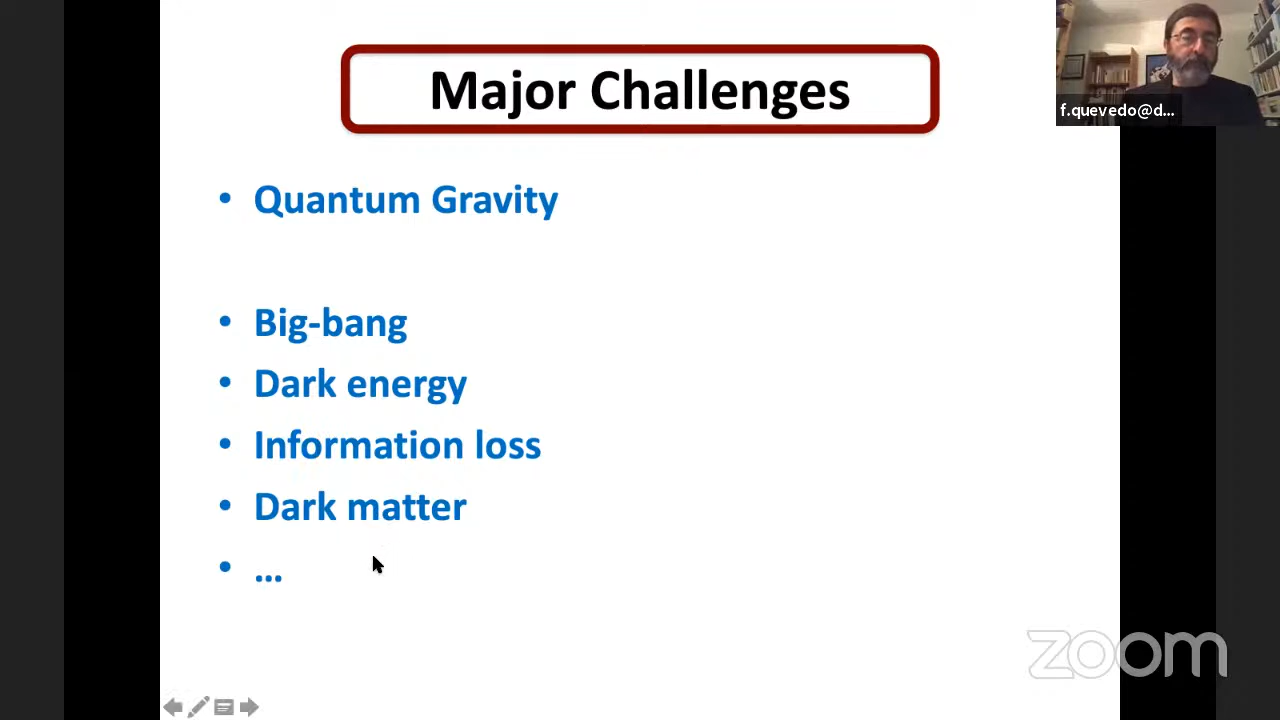 Major Challenges
f.quevedo@d...
• Quantum Gravity
• Big-bang
• Dark energy
• Information loss
• Dark matter
• ...
zoom